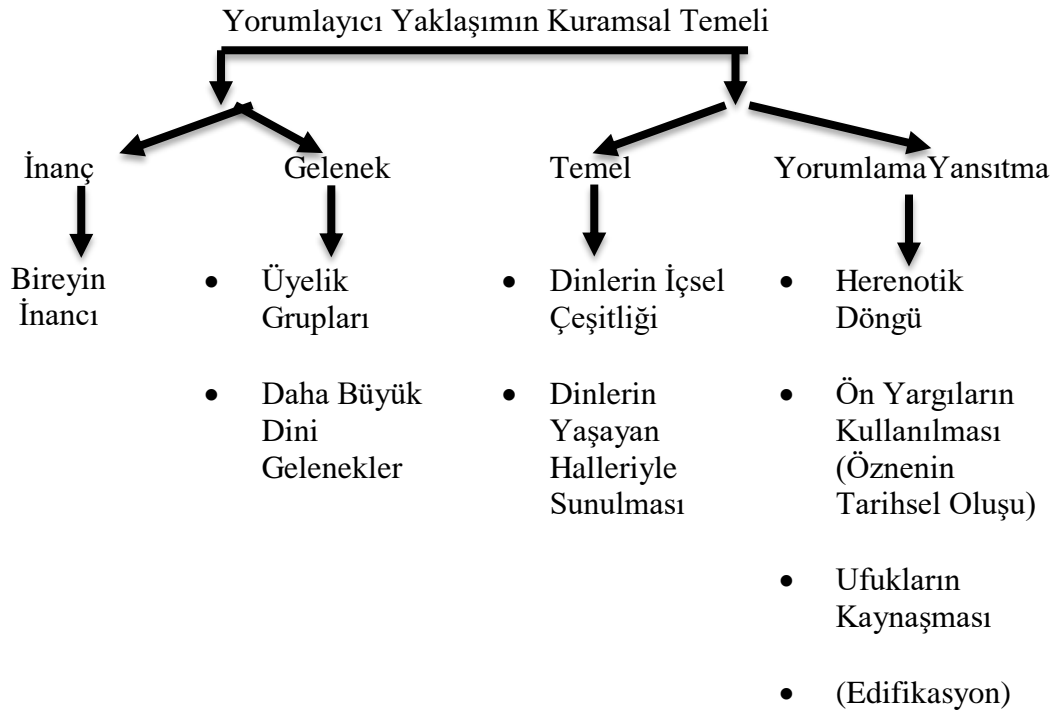 Yorumlayıcı Yaklaşımın Kuramsal Temeli
İnanç
Gelenek
Temel
YorumlamaYansıtma
Bireyin
İnancı
• Üyelik
Grupları
• Daha Büyük
Dini
Gelenekler
• Dinlerin İçsel
Çeşitliği
• Dinlerin
Yaşayan
Halleriyle
Sunulması
• Herenotik
Döngü
• Ön Yargıların
Kullanılması
(Öznenin
Tarihsel Oluşu)
• Ufukların
Kaynaşması
• (Edifikasyon)